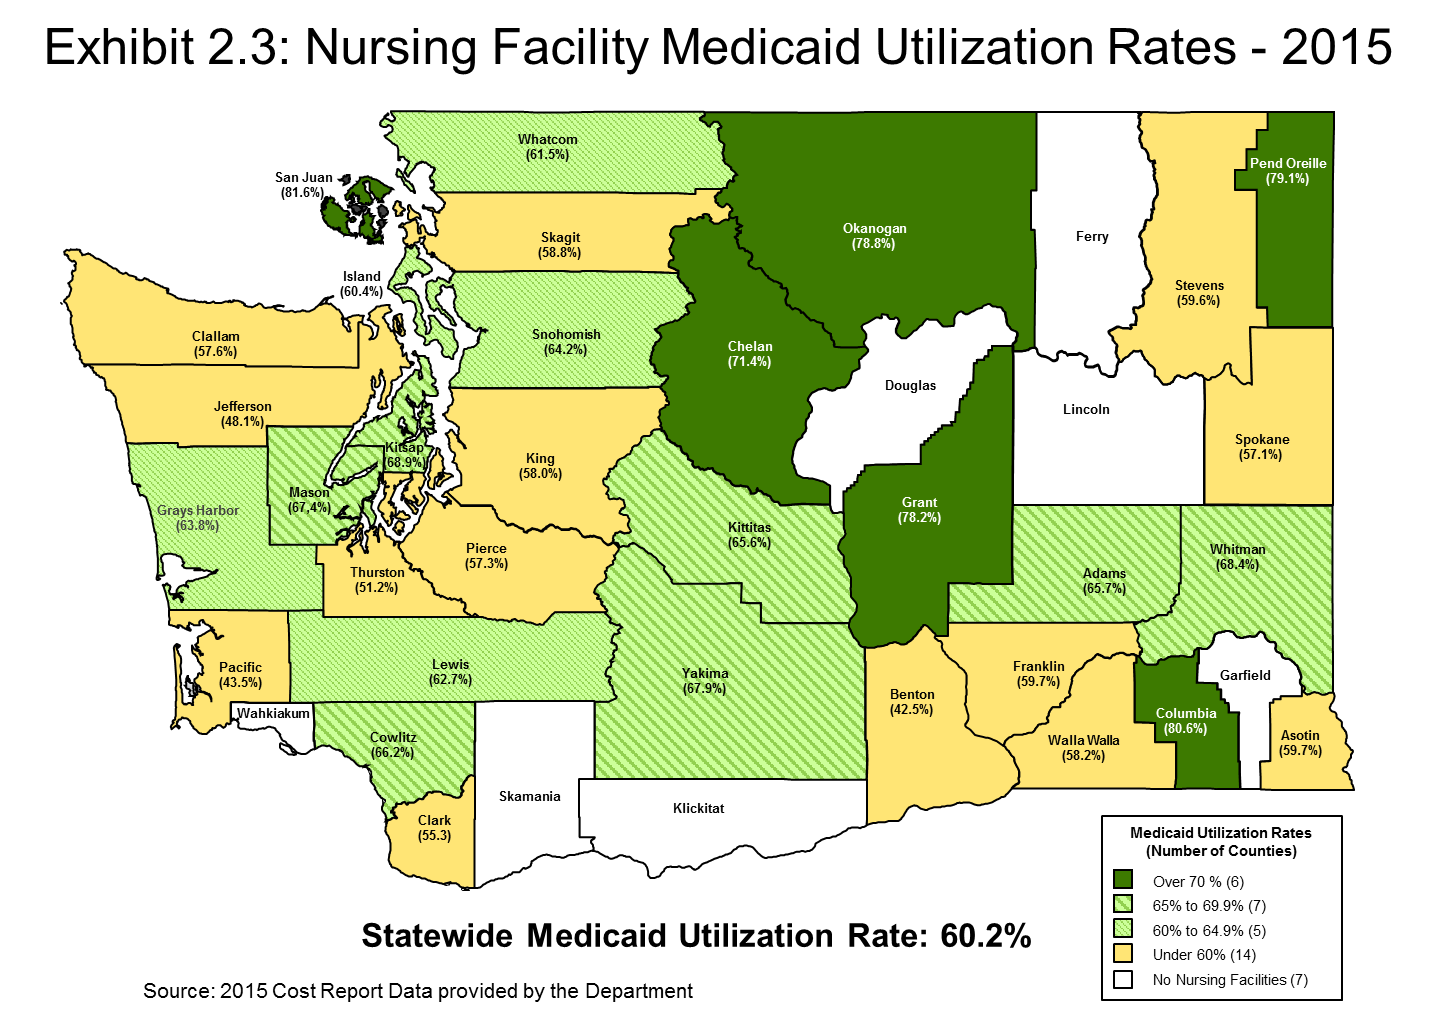 Exhibit 2.3: Nursing Facility Medicaid Utilization Rates - 2015
Whatcom
(61.5%)
San Juan
(81.6%)
Pend Oreille
(79.1%)
Skagit
(58.8%)
Okanogan
(78.8%)
Ferry
Island
(60.4%)
Stevens
(59.6%)
Clallam
(57.6%)
Snohomish
(64.2%)
Chelan
(71.4%)
Douglas
Jefferson
(48.1%)
Lincoln
Kitsap
(68.9%)
King
(58.0%)
Spokane
(57.1%)
Mason
(67,4%)
Grays Harbor
(63.8%)
Grant
(78.2%)
Kittitas
(65.6%)
Pierce
(57.3%)
Whitman
(68.4%)
Thurston
(51.2%)
Adams
(65.7%)
Pacific
(43.5%)
Lewis
(62.7%)
Yakima
(67.9%)
Franklin
(59.7%)
Garfield
Benton
(42.5%)
Wahkiakum
Columbia
(80.6%)
Cowlitz
(66.2%)
Walla Walla
(58.2%)
Asotin
(59.7%)
Skamania
Klickitat
Clark
(55.3)
Medicaid Utilization Rates
(Number of Counties)
Over 70 % (6)
65% to 69.9% (7)
60% to 64.9% (5)
Under 60% (14)
No Nursing Facilities (7)
Statewide Medicaid Utilization Rate: 60.2%
Source: 2015 Cost Report Data provided by the Department